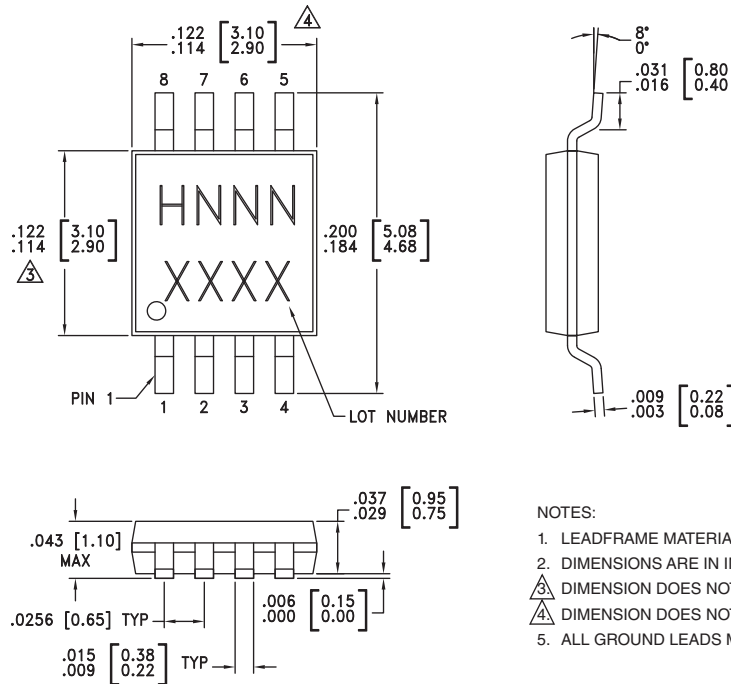 4
.122 [3.10]
.114 [2.90]
8 7 6 5
HNNN
XXXX
.122 [3.10]
.114 [2.90]
3
.200 [5.08]
.184 [4.68]
PIN 1
1 2 3 4
LOT NUMBER
8°
0°
.031 [0.80
.016 [0.40
.009 [0.22]
.003 [0.08]
.043 [1.10]
MAX
.037 [0.95]
.029 [0.75]
.0256 [0.65] TYP
.006 [0.15]
.000 [0.00]
.015 [0.38]
.009 [0.22]
TYP
NOTES:
1. LEADFRAME
2. DIMENSIONS ARE IN
3. DIMENSION DOES
4. DIMENSION DOES
5. ALL GROUND LEADS